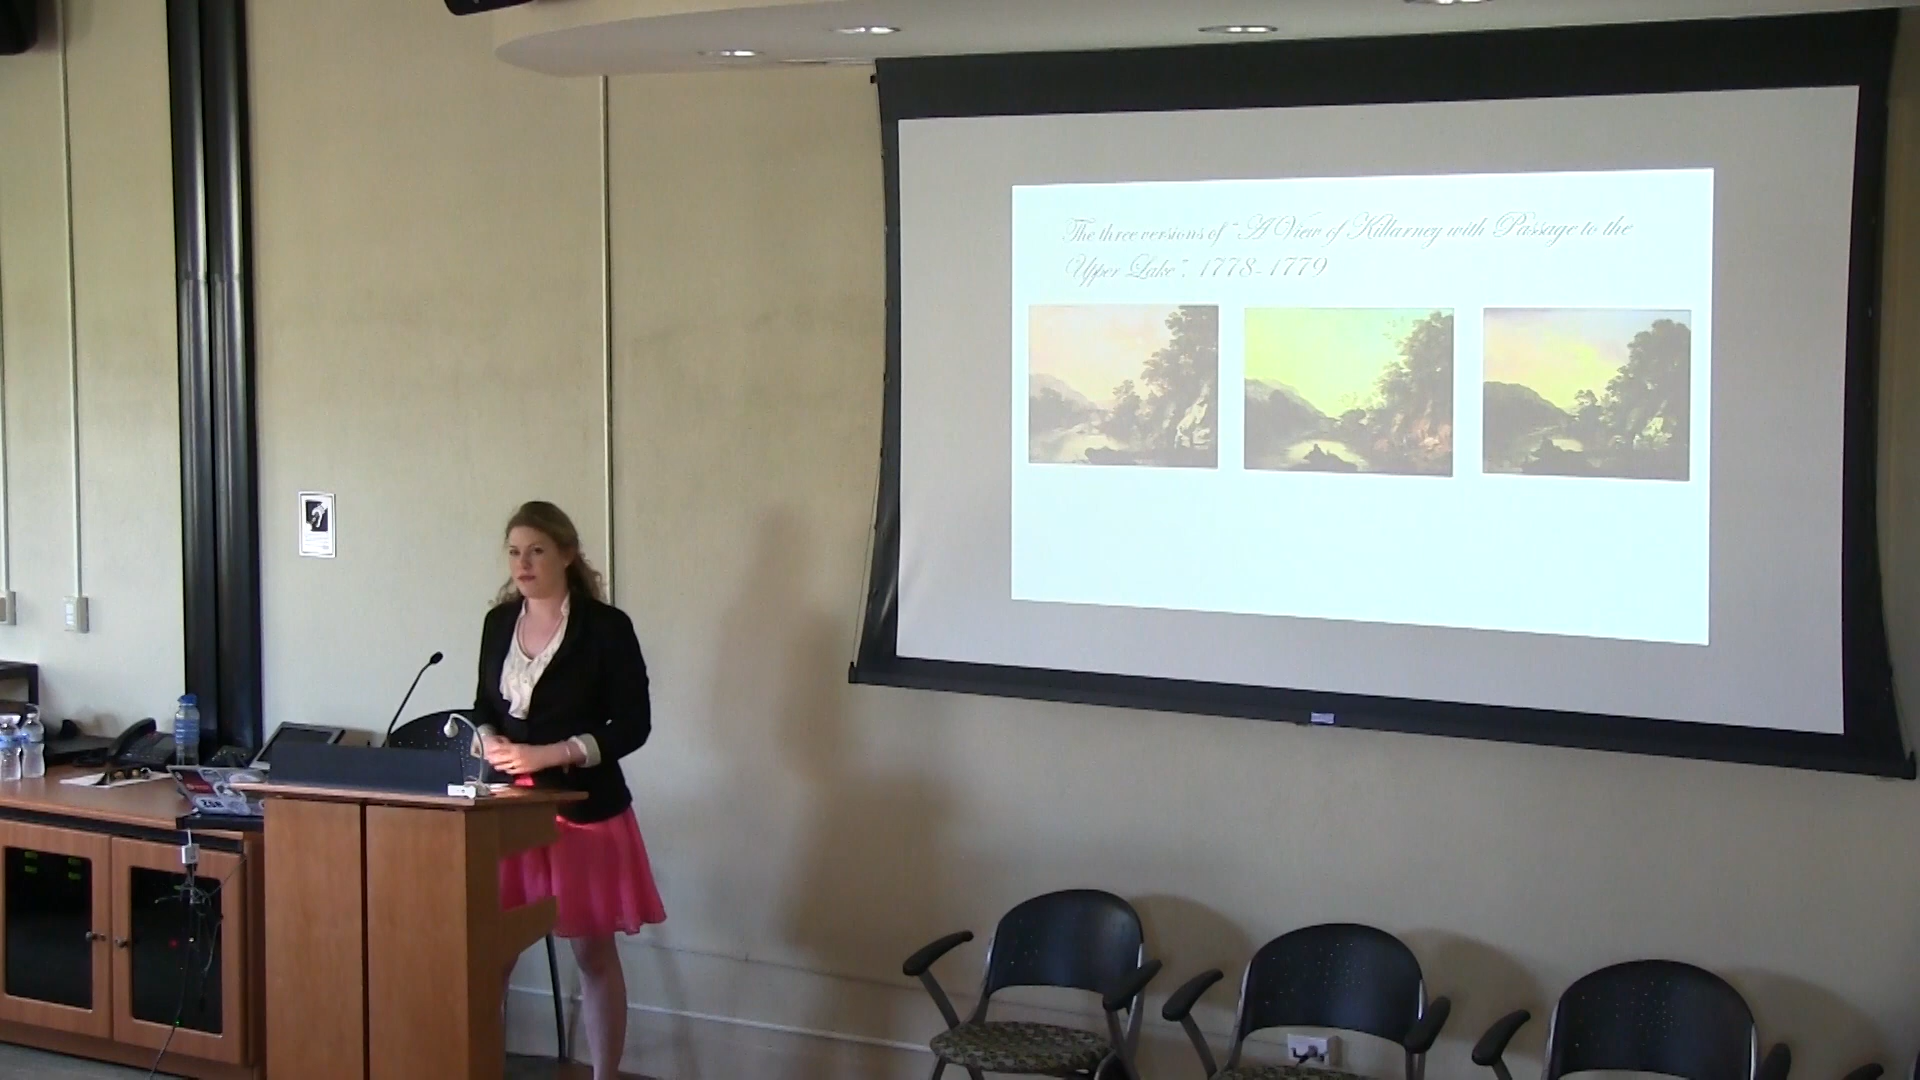 The three versions of "A View of Killarney with Passage to the
Upper Lake", 1778-1779